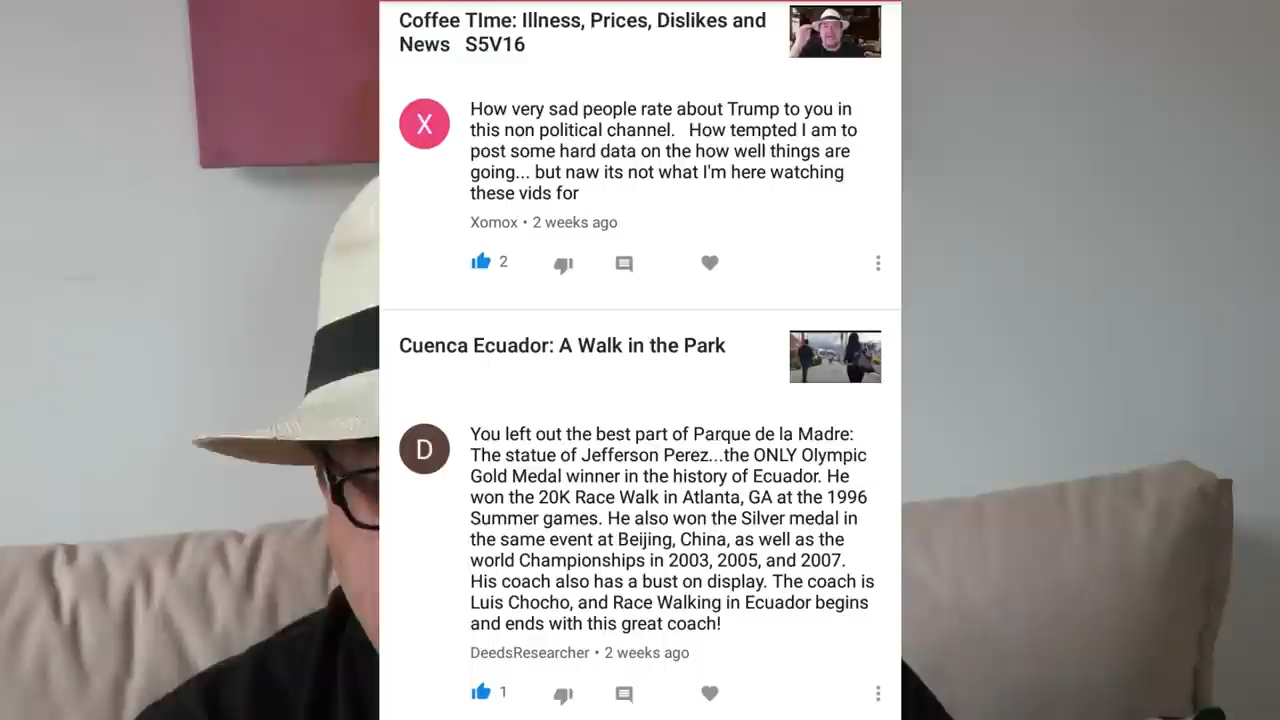 Coffee TIme: Illness, Prices, Dislikes and
News S5V16
X
How very sad people rate about Trump to you in
this non political channel. How tempted I am to
post some hard data on the how well things are
going... but naw its not what I'm here watching
these vids for
Xomox • 2 weeks ago
2
Cuenca Ecuador: A Walk in the Park
D
You left out the best part of Parque de la Madre:
The statue of Jefferson Perez...the ONLY Olympic
Gold Medal winner in the history of Ecuador. He
won the 20K Race Walk in Atlanta, GA at the 1996
Summer games. He also won the Silver medal in
the same event at Beijing, China, as well as the
world Championships in 2003, 2005, and 2007.
His coach also has a bust on display. The coach is
Luis Chocho, and Race Walking in Ecuador begins
and ends with this great coach!
DeedsResearcher • 2 weeks ago
1